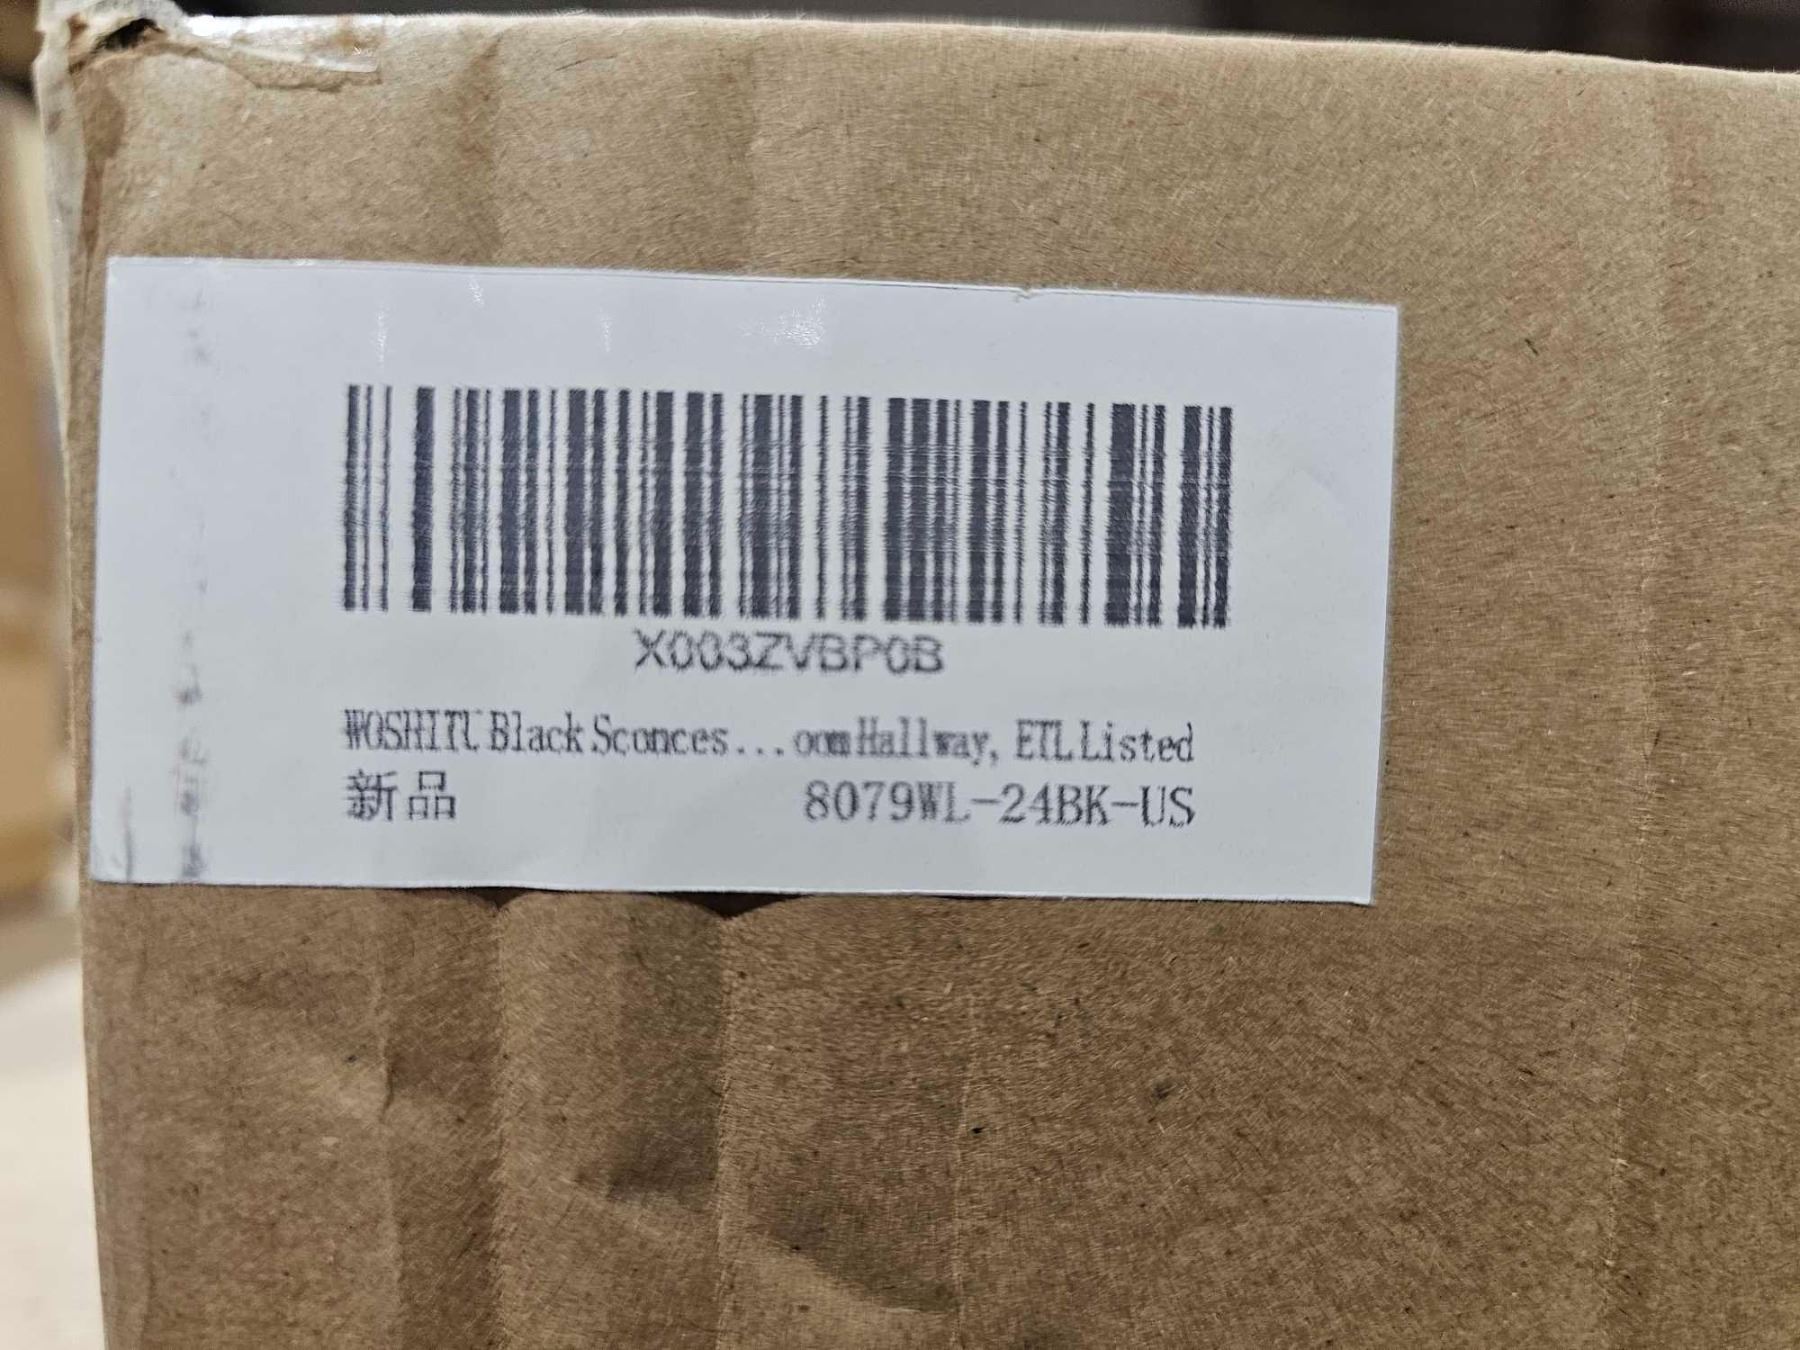 X003ZVBP0B
WOSHITU Black Sconces...oom Hallway, ETL Listed
新品 8079WL-24BK-US